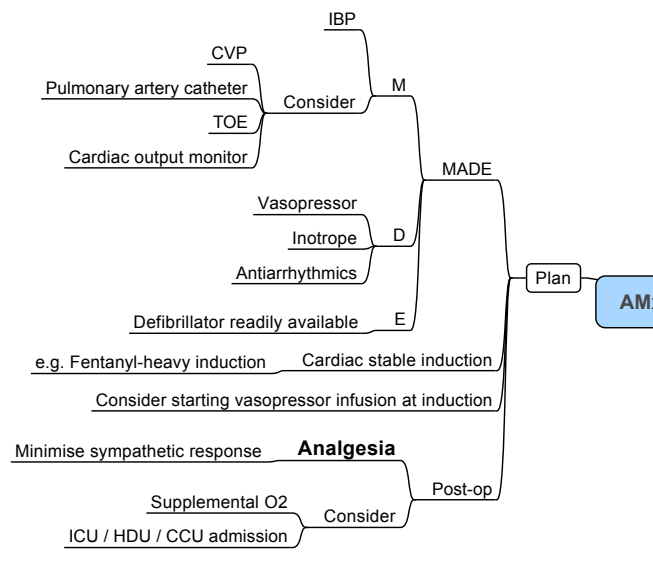 IBP
CVP
Pulmonary artery catheter
TOE
Cardiac output monitor
Consider
M
MADE
Vasopressor
Inotrope
Antiarrhythmics
D
Defibrillator readily available
E
Plan
AM
e.g. Fentanyl-heavy induction
Cardiac stable induction
Consider starting vasopressor infusion at induction
Minimise sympathetic response
Analgesia
Post-op
Supplemental O2
Consider
ICU / HDU / CCU admission